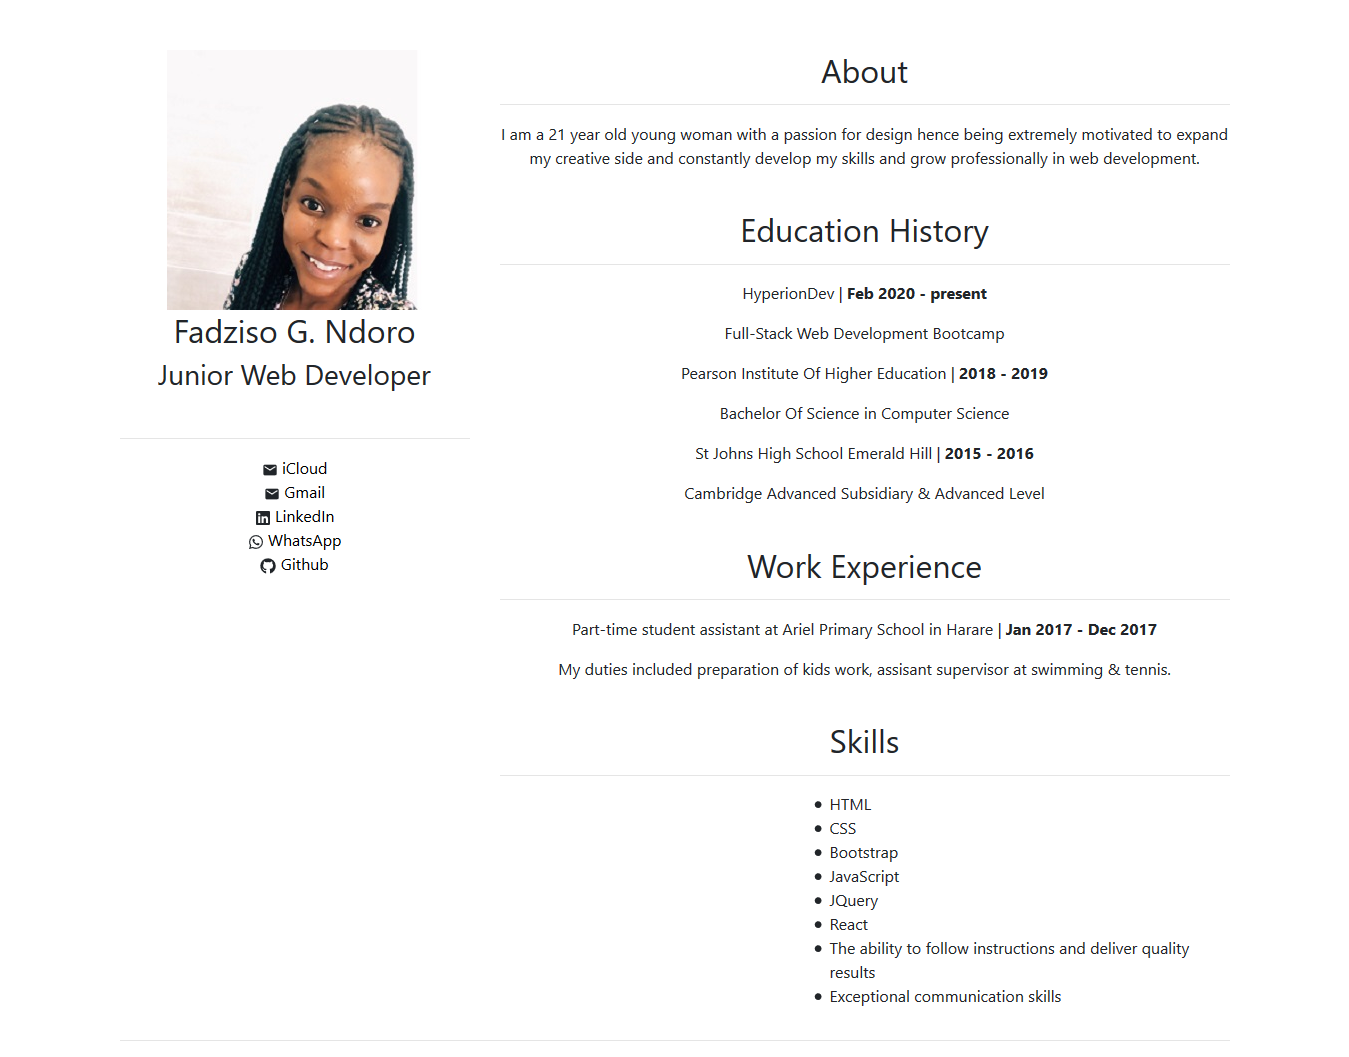 Fadziso G. Ndoro
Junior Web Developer
iCloud
Gmail
LinkedIn
WhatsApp
Github
About
I am a 21 year old young woman with a passion for design hence being extremely motivated to expand
my creative side and constantly develop my skills and grow professionally in web development.
Education History
HyperionDev | Feb 2020 - present
Full-Stack Web Development Bootcamp
Pearson Institute Of Higher Education | 2018 - 2019
Bachelor Of Science in Computer Science
St Johns High School Emerald Hill | 2015 - 2016
Cambridge Advanced Subsidiary & Advanced Level
Work Experience
Part-time student assistant at Ariel Primary School in Harare | Jan 2017 - Dec 2017
My duties included preparation of kids work, assisant supervisor at swimming & tennis.
Skills
• HTML
• CSS
• Bootstrap
• JavaScript
• JQuery
• React
• The ability to follow instructions and deliver quality
results
• Exceptional communication skills